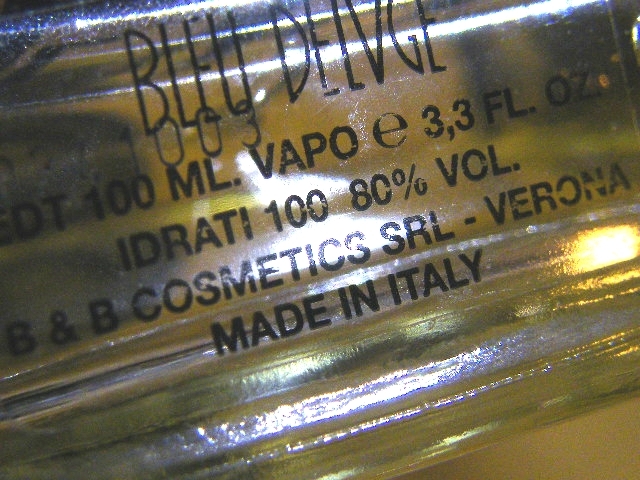 BLEU DELVGE
1003
EDT 100 ML. VAPO ℮ 3,3 FL. OZ.
IDRATI 100 80% VOL.
B & B COSMETICS SRL - VERONA
MADE IN ITALY